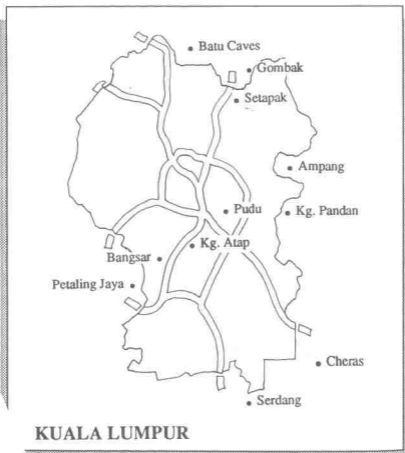 Batu Caves
Gombak
Setapak
Ampang
Pudu
Kg. Pandan
Kg. Atap
Bangsar
Petaling Jaya
Cheras
Serdang
KUALA LUMPUR